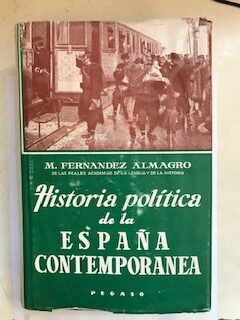 M. FERNANDEZ ALMAGRO
DE LAS REALES ACADEMIAS DE LA LENGUA Y DE LA HISTORIA
Historia política
de la
ESPAÑA
CONTEMPORANEA
PEGASO